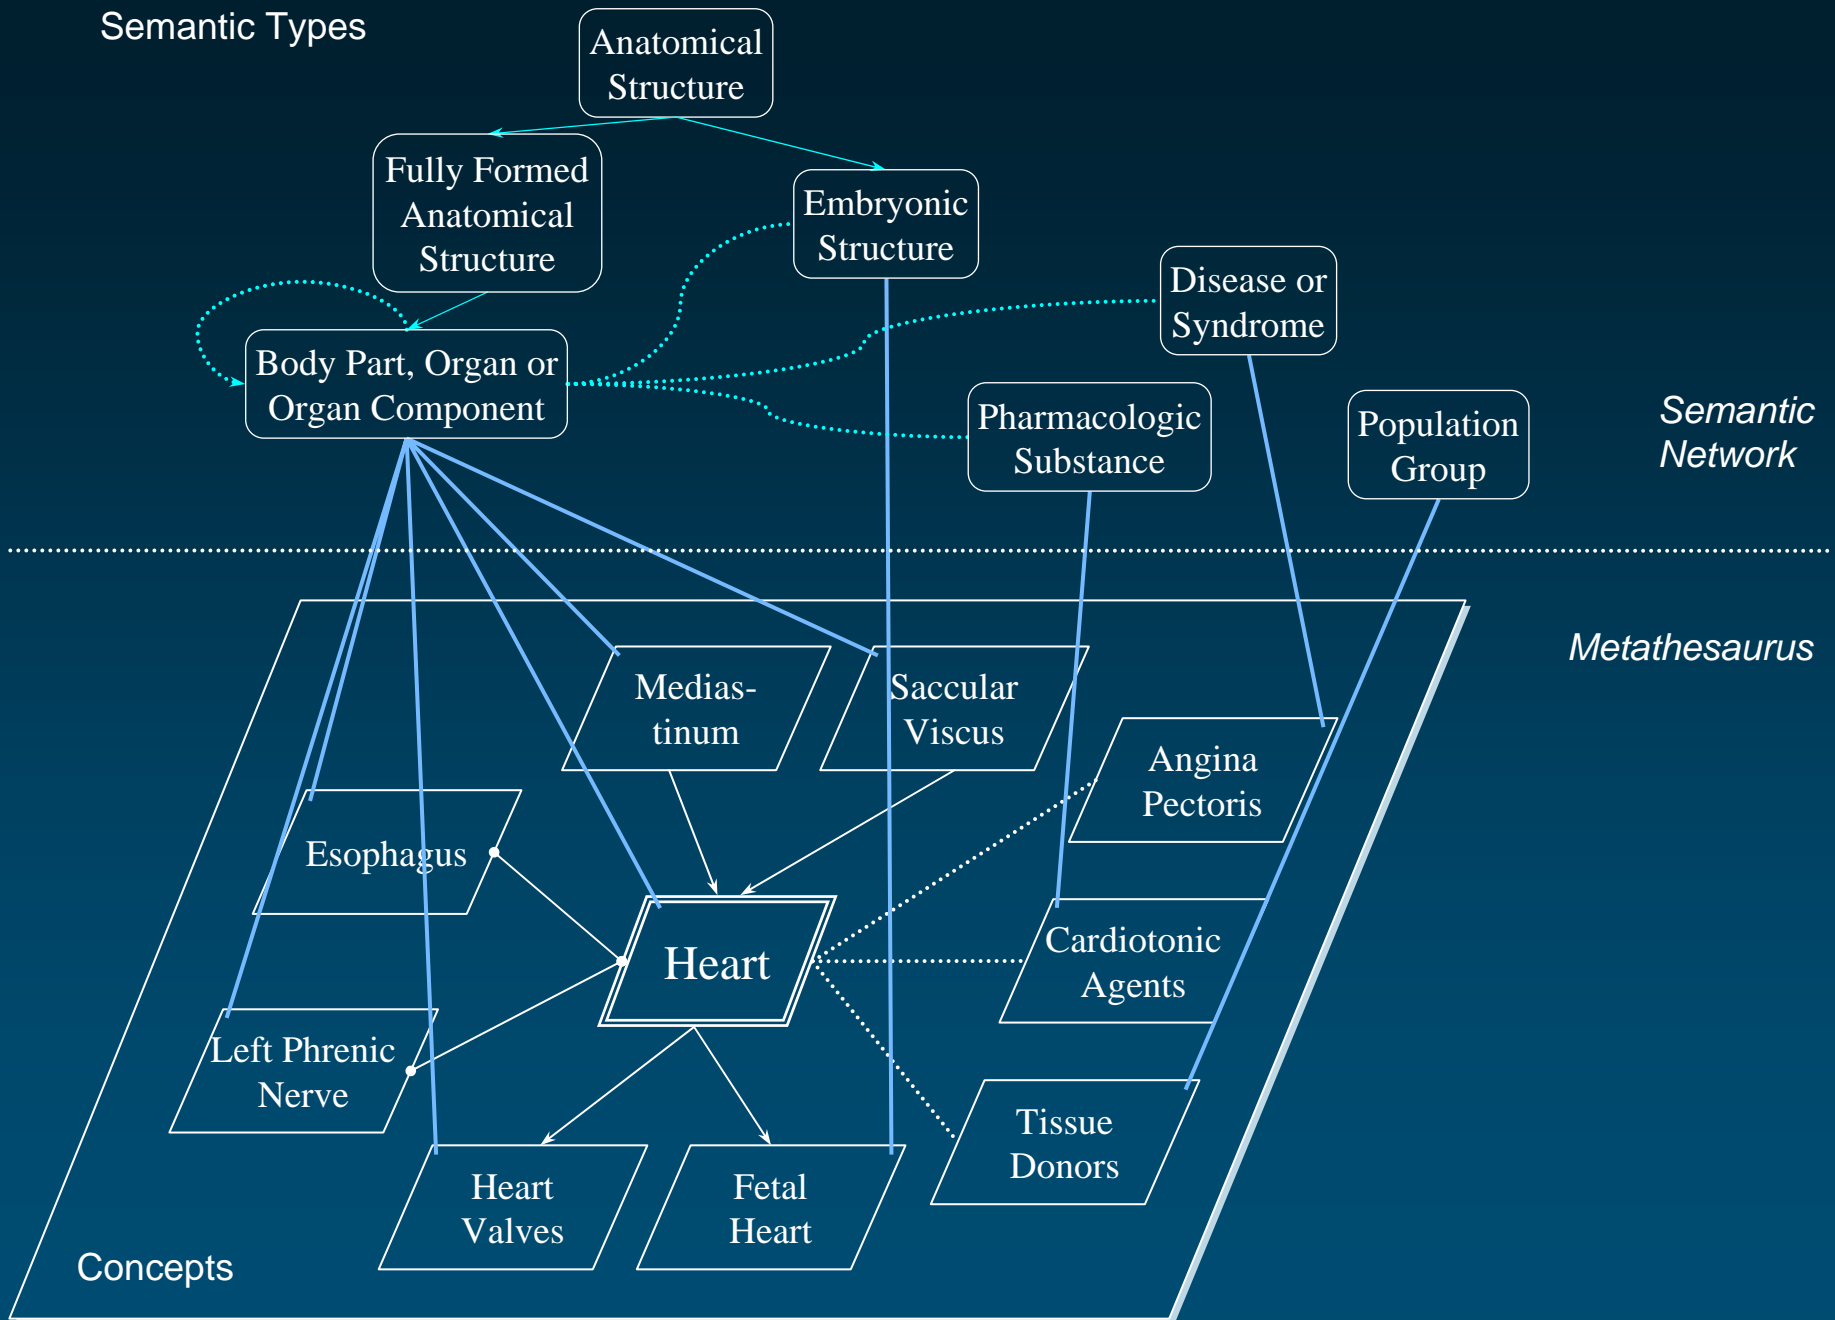 Semantic Types
Anatomical
Structure
Fully Formed
Anatomical
Structure
Embryonic
Structure
Disease or
Syndrome
Body Part, Organ or
Organ Component
Pharmacologic
Substance
Population
Group
Semantic
Network
Metathesaurus
Medias-
tinum
Saccular
Viscus
Angina
Pectoris
Esophagus
Heart
Cardiotonic
Agents
Left Phrenic
Nerve
Tissue
Donors
Heart
Valves
Fetal
Heart
Concepts